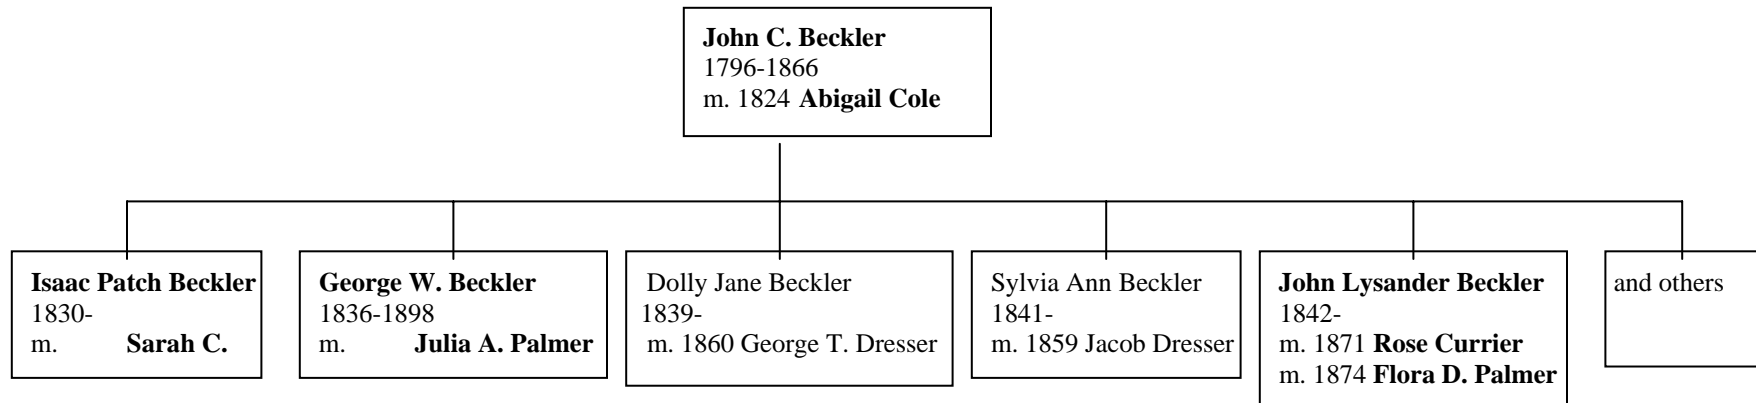 John C. Beckler
1796-1866
m. 1824 Abigail Cole
Isaac Patch Beckler
1830-
m. Sarah C.
George W. Beckler
1836-1898
m. Julia A. Palmer
Dolly Jane Beckler
1839-
m. 1860 George T. Dresser
Sylvia Ann Beckler
1841-
m. 1859 Jacob Dresser
John Lysander Beckler
1842-
m. 1871 Rose Currier
m. 1874 Flora D. Palmer
and others